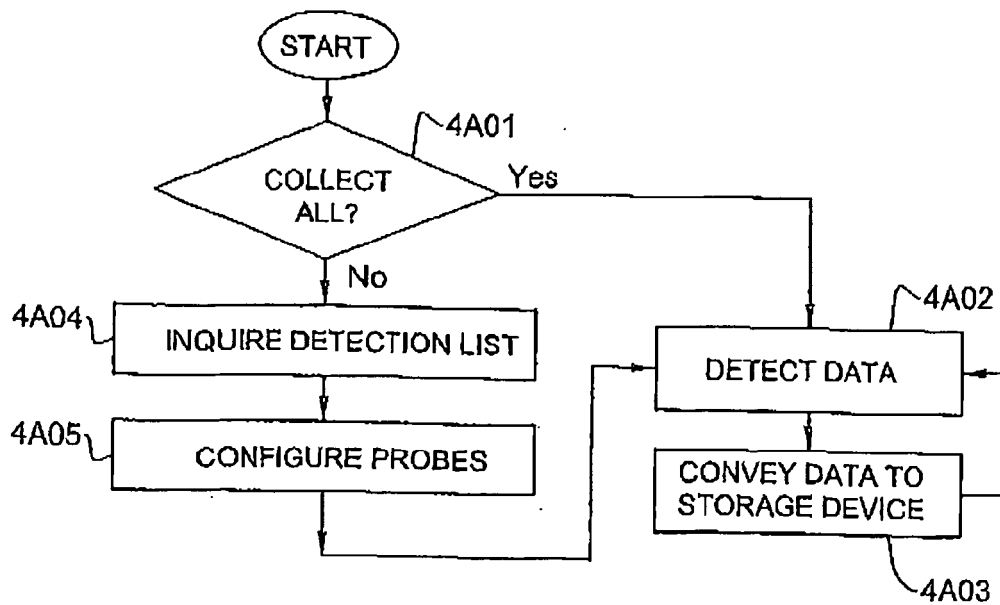 START
4A01
COLLECT
ALL?
Yes
No
4A04
INQUIRE DETECTION LIST
4A02
DETECT DATA
4A05
CONFIGURE PROBES
CONVEY DATA TO
STORAGE DEVICE
4A03